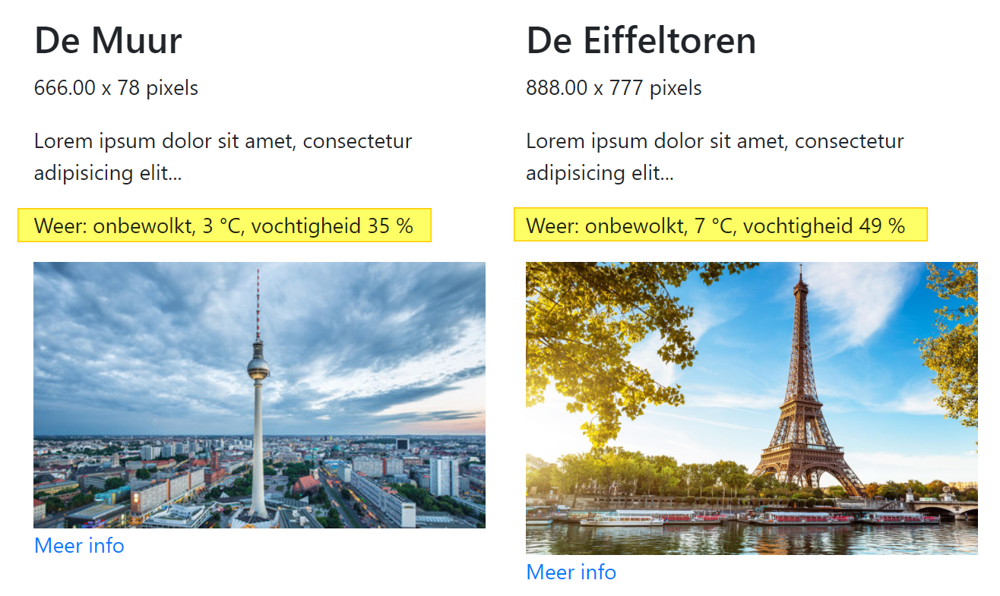 De Muur
666.00 x 78 pixels
Lorem ipsum dolor sit amet, consectetur
adipisicing elit...
Weer: onbewolkt, 3 °C, vochtigheid 35 %
Meer info
De Eiffeltoren
888.00 x 777 pixels
Lorem ipsum dolor sit amet, consectetur
adipisicing elit...
Weer: onbewolkt, 7 °C, vochtigheid 49 %
Meer info